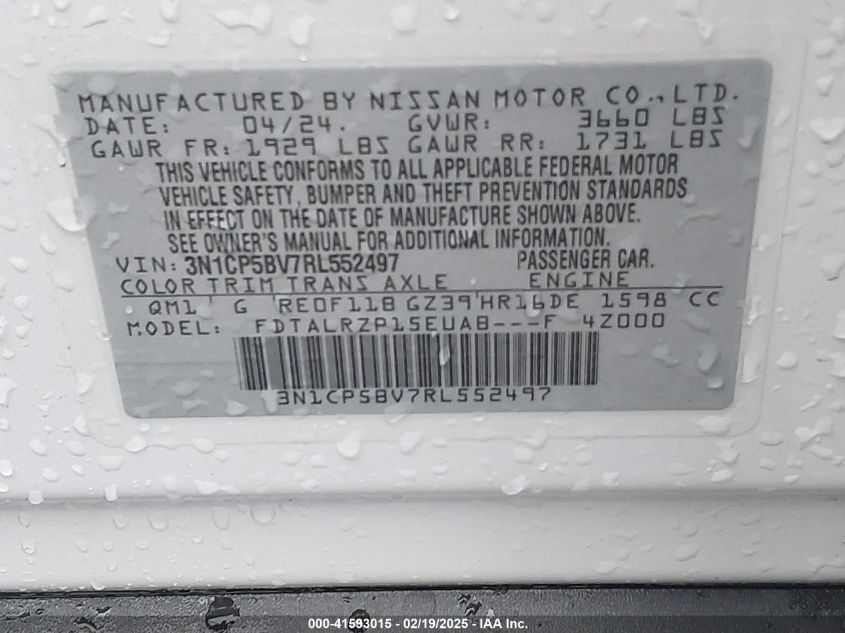 MANUFACTURED BY NISSAN MOTOR CO.,LTD.
DATE: 04/24. GVWR: 3660 LBS
GAWR FR: 1929 LBS GAWR RR: 1731 LBS
THIS VEHICLE CONFORMS TO ALL APPLICABLE FEDERAL MOTOR
VEHICLE SAFETY, BUMPER AND THEFT PREVENTION STANDARDS
IN EFFECT ON THE DATE OF MANUFACTURE SHOWN ABOVE.
SEE OWNER'S MANUAL FOR ADDITIONAL INFORMATION.
VIN: 3N1CP5BV7RL552497 PASSENGER CAR.
COLOR TRIM TRANS AXLE ENGINE
QM1 G RE0F11B GZ39 HR16DE 1598 CC
MODEL: FDTALRZP15EUAB---F 4Z000
3N1CP5BV7RL552497
000-41593015 - 02/19/2025 - IAA Inc.